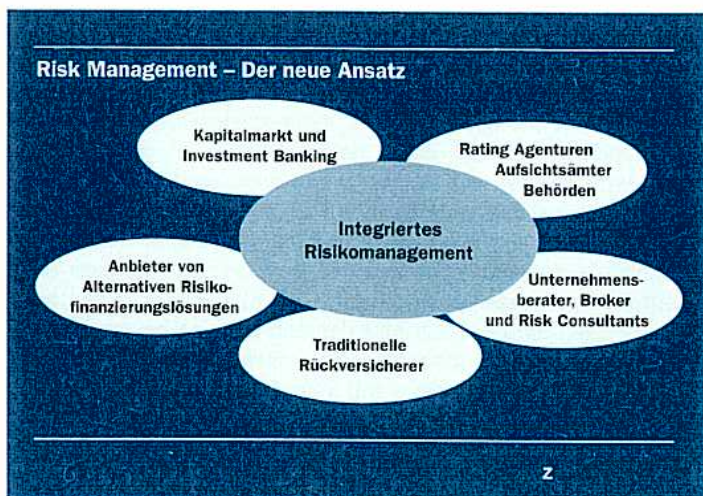 Risk Management – Der neue Ansatz
Kapitalmarkt und
Investment Banking
Rating Agenturen
Aufsichtsämter
Behörden
Integriertes
Risikomanagement
Anbieter von
Alternativen Risiko-
finanzierungslösungen
Unternehmens-
berater, Broker
und Risk Consultants
Traditionelle
Rückversicherer
Z